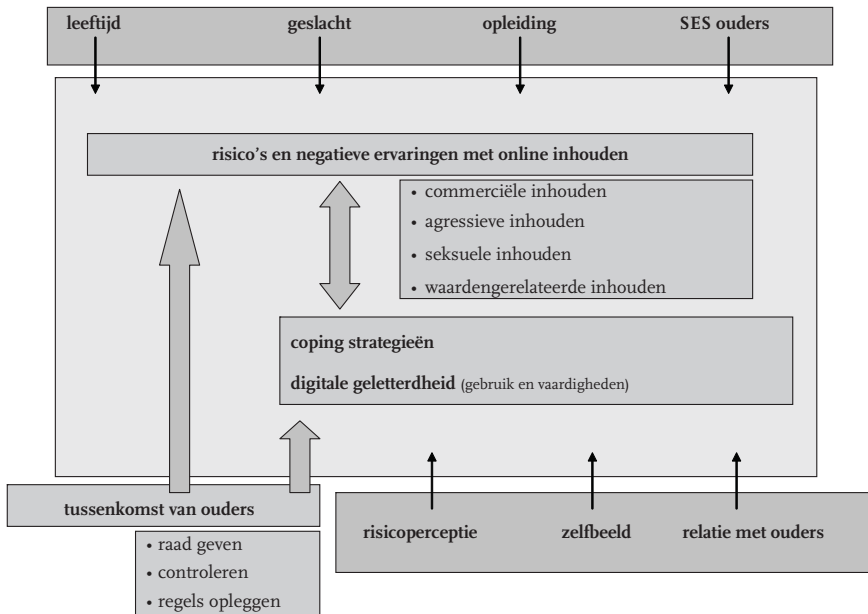 leeftijd geslacht opleiding SES ouders
risico's en negatieve ervaringen met online inhouden
• commerciële inhouden
• agressieve inhouden
• seksuele inhouden
• waardengerelateerde inhouden
coping strategieën
digitale geletterdheid (gebruik en vaardigheden)
tussenkomst van ouders
• raad geven
• controleren
• regels opleggen
risicoperceptie zelfbeeld relatie met ouders